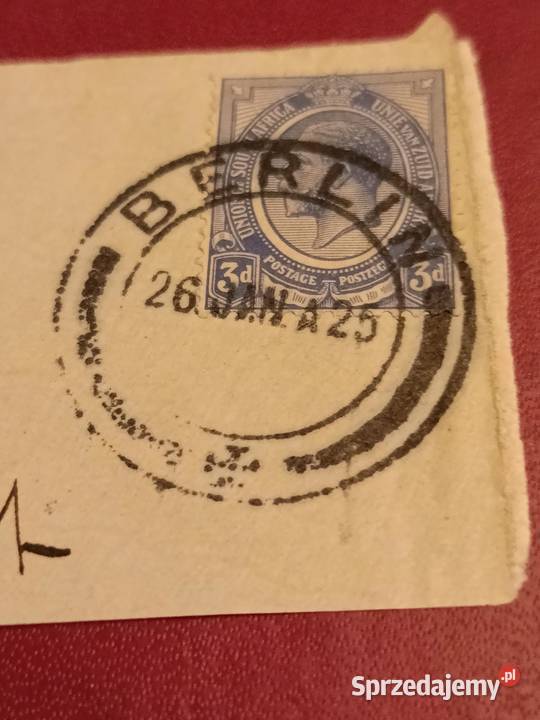 UNION of SOUTH AFRICA
UNIE VAN ZUID AFRIKA
POSTAGE
POSTZEGEL
3d
3d
BERLIN
26.JAN.A 25
Sprzedajemy.pl